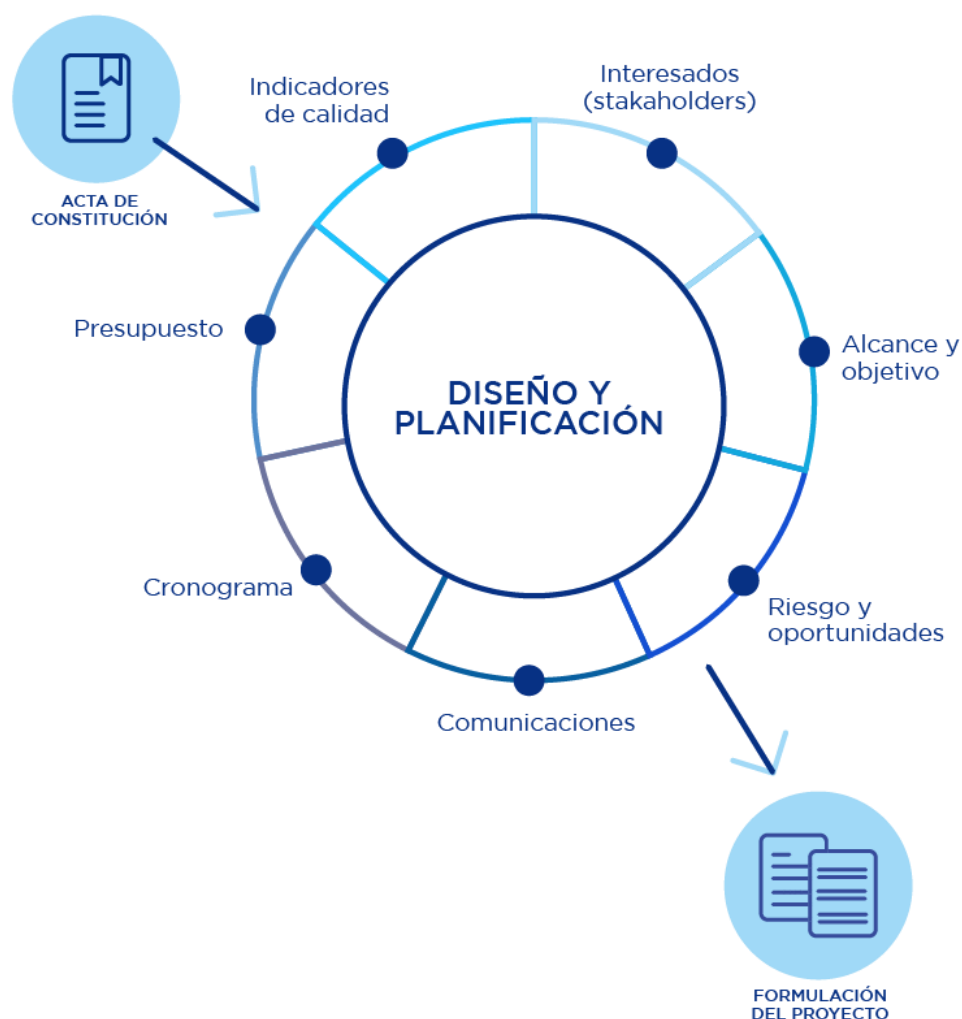 ACTA DE
CONSTITUCIÓN
Indicadores
de calidad
Interesados
(stakaholders)
Presupuesto
Alcance y
objetivo
DISEÑO Y
PLANIFICACIÓN
Cronograma
Riesgo y
oportunidades
Comunicaciones
FORMULACIÓN
DEL PROYECTO